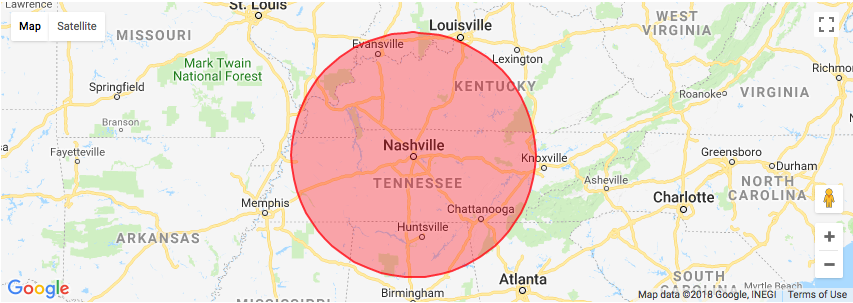 Lawrence
St. Louis
Louisville
WEST
VIRGINIA
Map
Satellite
MISSOURI
Evansville
Lexington
Mark Twain
National Forest
KENTUCKY
Richmon
Springfield
Roanoke
VIRGINIA
Branson
Nashville
Fayetteville
Knoxville
Greensboro
Durham
TENNESSEE
Asheville
NORTH
CAROLINA
Memphis
Chattanooga
Charlotte
ARKANSAS
Huntsville
Atlanta
SOUTH
CAROLINA
Google
MISSISSIPPI
Birmingham
Myrtle Beach
Map data ©2018 Google, INEGI
Terms of Use